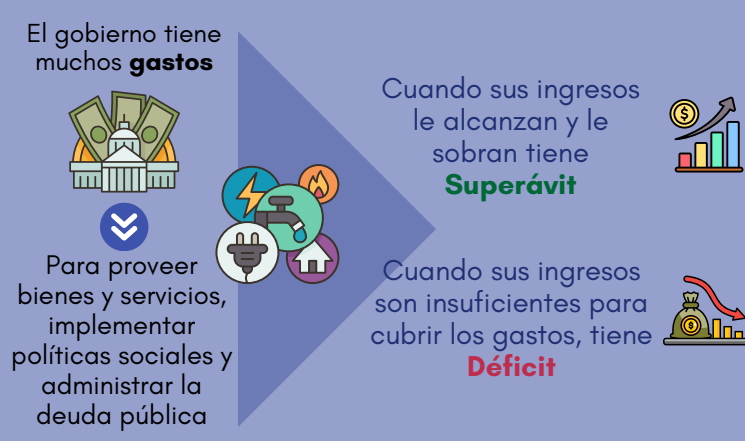 El gobierno tiene
muchos gastos
Para proveer
bienes y servicios,
implementar
políticas sociales y
administrar la
deuda pública
Cuando sus ingresos
le alcanzan y le
sobran tiene
Superávit
Cuando sus ingresos
son insuficientes para
cubrir los gastos, tiene
Déficit